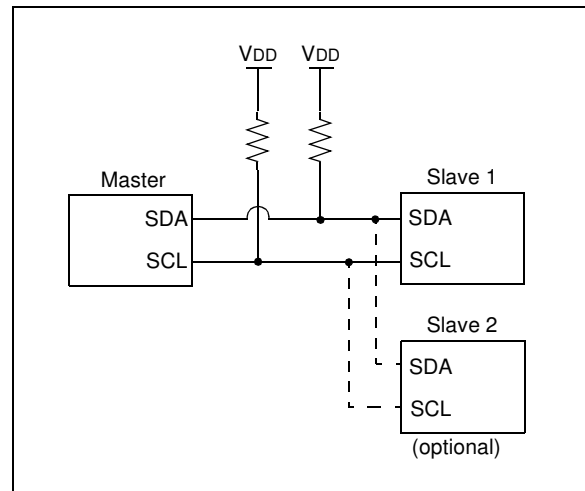 VDD VDD
Master
SDA
SCL
Slave 1
SDA
SCL
Slave 2
SDA
SCL
(optional)